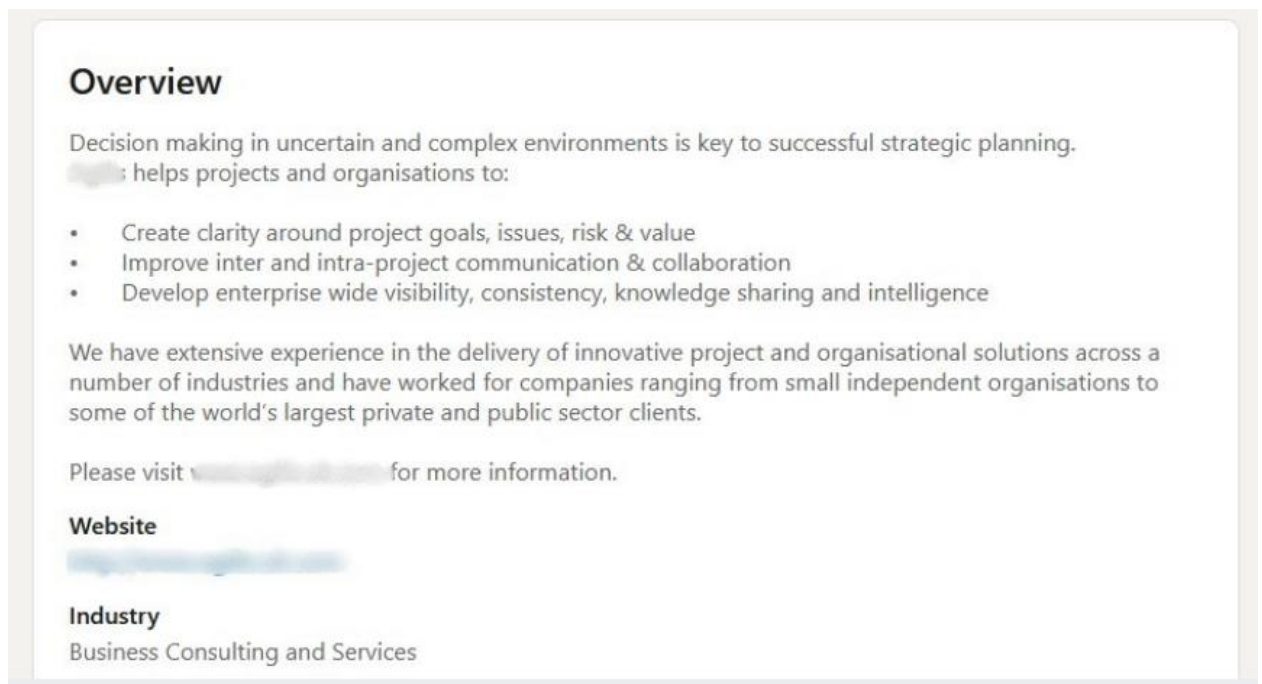 Overview
Decision making in uncertain and complex environments is key to successful strategic planning.
helps projects and organisations to:
• Create clarity around project goals, issues, risk & value
• Improve inter and intra-project communication & collaboration
• Develop enterprise wide visibility, consistency, knowledge sharing and intelligence
We have extensive experience in the delivery of innovative project and organisational solutions across a
number of industries and have worked for companies ranging from small independent organisations to
some of the world's largest private and public sector clients.
Please visit for more information.
Website
Industry
Business Consulting and Services